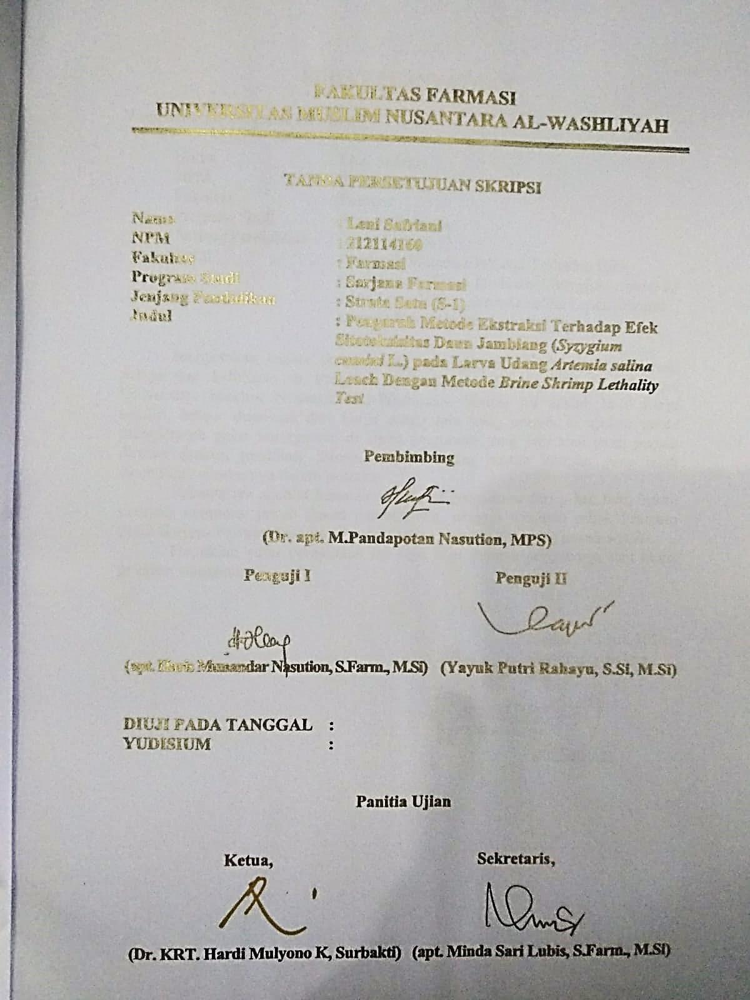 FAKULTAS FARMASI
UNIVERSITAS MUSLIM NUSANTARA AL-WASHLIYAH
TANDA PERSETUJUAN SKRIPSI
Nama : Leni Safriani
NPM : 212114160
Fakultas : Farmasi
Program Studi : Sarjana Farmasi
Jenjang Pendidikan : Strata Satu (S-1)
Judul : Pengaruh Metode Ekstraksi Terhadap Efek
Sitotoksisitas Daun Jamblang (Syzygium
cumini L.) pada Larva Udang Artemia salina
Leach Dengan Metode Brine Shrimp Lethality
Test
Pembimbing
(Dr. apt. M.Pandapotan Nasution, MPS)
Penguji I Penguji II
(apt. Haris Munandar Nasution, S.Farm., M.Si) (Yayuk Putri Rahayu, S.Si, M.Si)
DIUJI PADA TANGGAL :
YUDISIUM :
Panitia Ujian
Ketua, Sekretaris,
(Dr. KRT. Hardi Mulyono K, Surbakti) (apt. Minda Sari Lubis, S.Farm., M.Si)